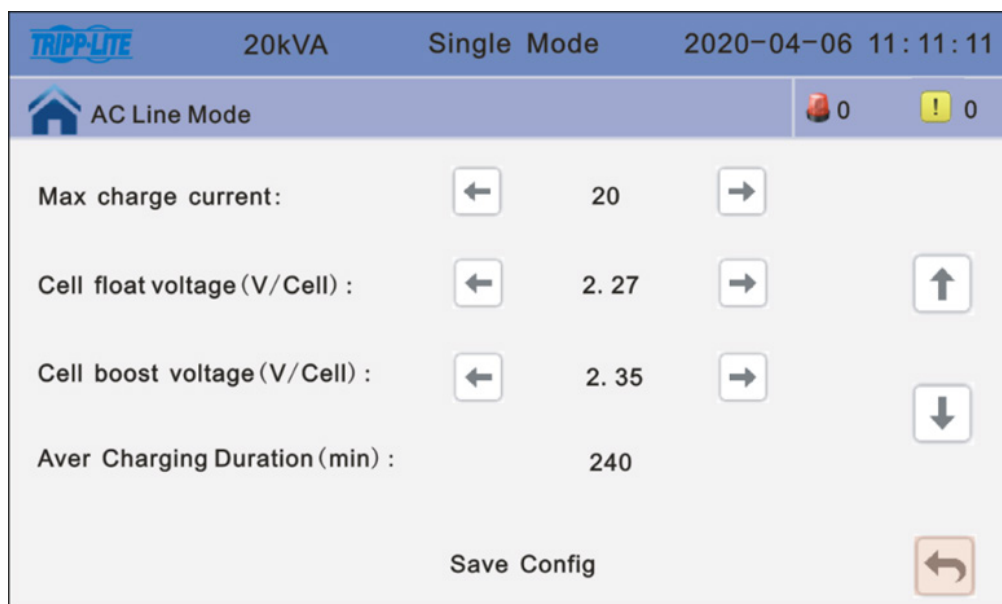 TRIPP·LITE 20kVA Single Mode 2020-04-06 11:11:11
AC Line Mode 0 ! 0
Max charge current: 20
Cell float voltage(V/Cell) : 2.27
Cell boost voltage(V/Cell) : 2.35
Aver Charging Duration(min) : 240
Save Config